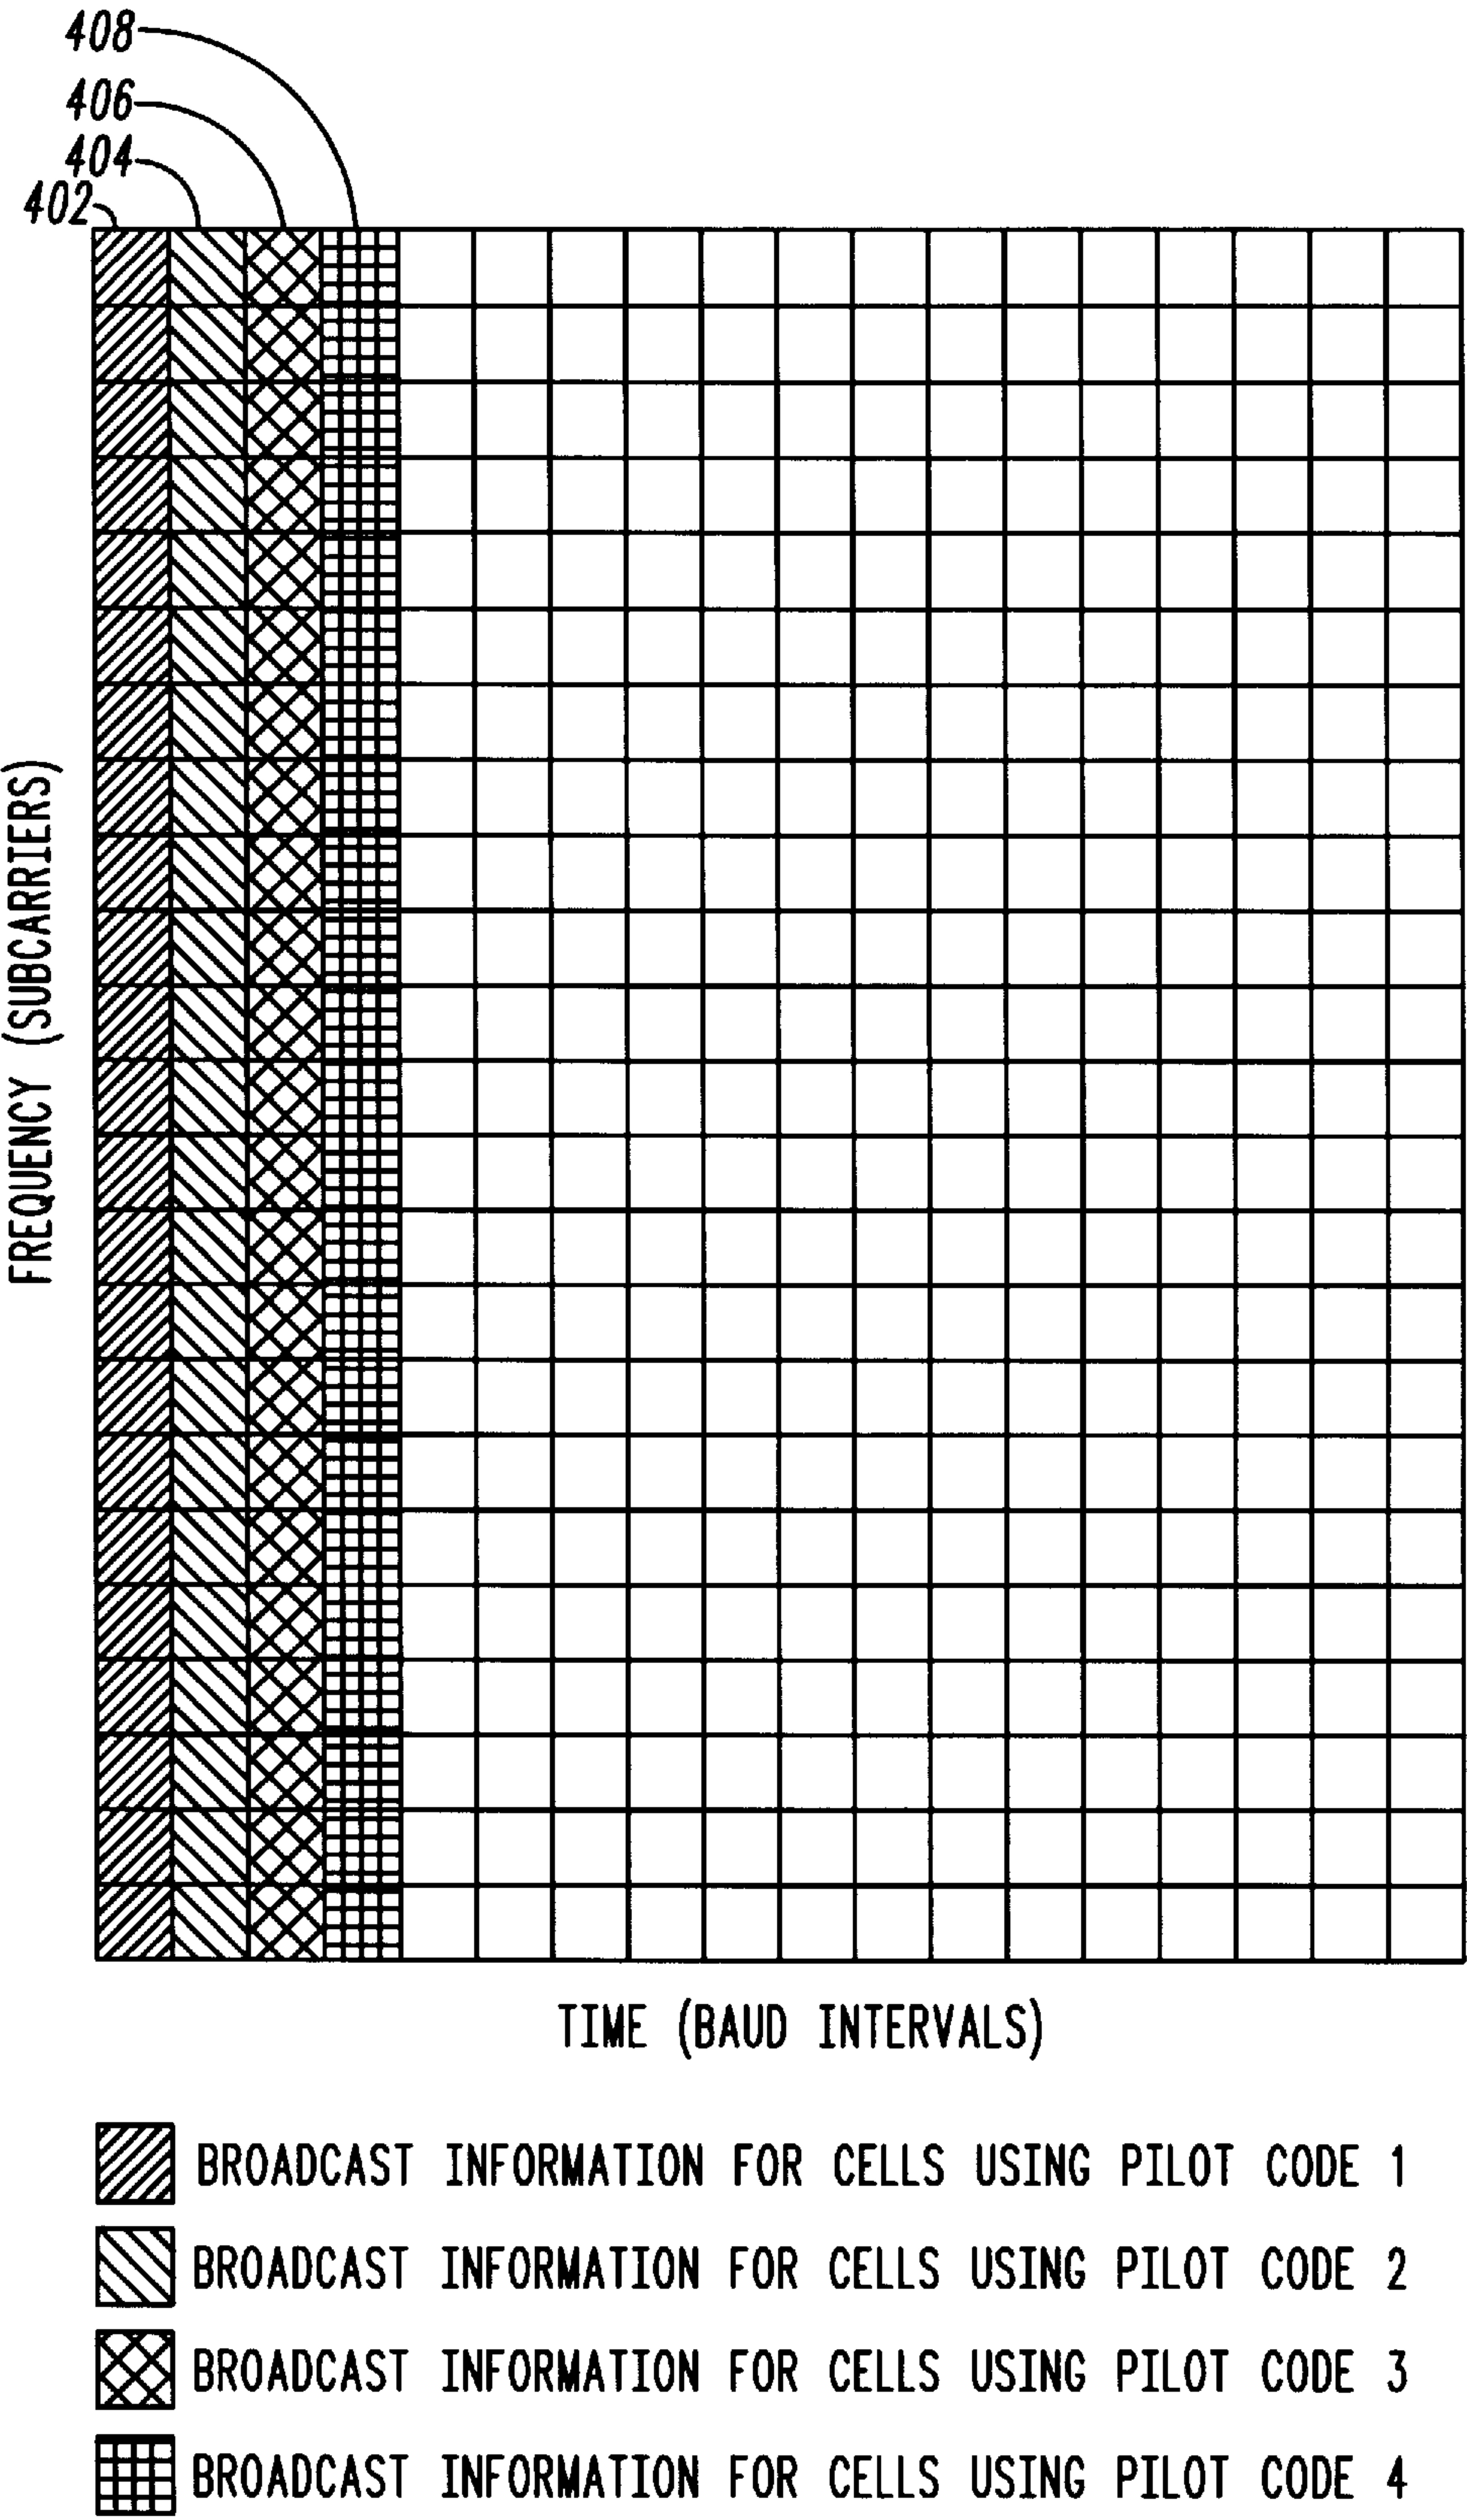 408
406
404
402
FREQUENCY (SUBCARRIERS)
TIME (BAUD INTERVALS)
BROADCAST INFORMATION FOR CELLS USING PILOT CODE 1
BROADCAST INFORMATION FOR CELLS USING PILOT CODE 2
BROADCAST INFORMATION FOR CELLS USING PILOT CODE 3
BROADCAST INFORMATION FOR CELLS USING PILOT CODE 4